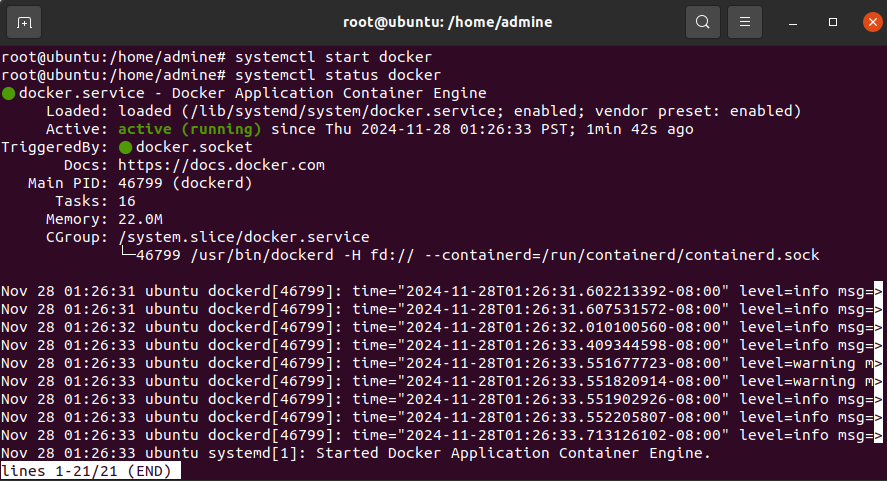 root@ubuntu: /home/admine
root@ubuntu:/home/admine# systemctl start docker
root@ubuntu:/home/admine# systemctl status docker
● docker.service - Docker Application Container Engine
     Loaded: loaded (/lib/systemd/system/docker.service; enabled; vendor preset: enabled)
     Active: active (running) since Thu 2024-11-28 01:26:33 PST; 1min 42s ago
TriggeredBy: ● docker.socket
       Docs: https://docs.docker.com
   Main PID: 46799 (dockerd)
      Tasks: 16
     Memory: 22.0M
     CGroup: /system.slice/docker.service
             └─46799 /usr/bin/dockerd -H fd:// --containerd=/run/containerd/containerd.sock
Nov 28 01:26:31 ubuntu dockerd[46799]: time="2024-11-28T01:26:31.602213392-08:00" level=info msg=>
Nov 28 01:26:31 ubuntu dockerd[46799]: time="2024-11-28T01:26:31.607531572-08:00" level=info msg=>
Nov 28 01:26:32 ubuntu dockerd[46799]: time="2024-11-28T01:26:32.010100560-08:00" level=info msg=>
Nov 28 01:26:33 ubuntu dockerd[46799]: time="2024-11-28T01:26:33.409344598-08:00" level=info msg=>
Nov 28 01:26:33 ubuntu dockerd[46799]: time="2024-11-28T01:26:33.551677723-08:00" level=warning m>
Nov 28 01:26:33 ubuntu dockerd[46799]: time="2024-11-28T01:26:33.551820914-08:00" level=warning m>
Nov 28 01:26:33 ubuntu dockerd[46799]: time="2024-11-28T01:26:33.551902926-08:00" level=info msg=>
Nov 28 01:26:33 ubuntu dockerd[46799]: time="2024-11-28T01:26:33.552205807-08:00" level=info msg=>
Nov 28 01:26:33 ubuntu dockerd[46799]: time="2024-11-28T01:26:33.713126102-08:00" level=info msg=>
Nov 28 01:26:33 ubuntu systemd[1]: Started Docker Application Container Engine.
lines 1-21/21 (END)